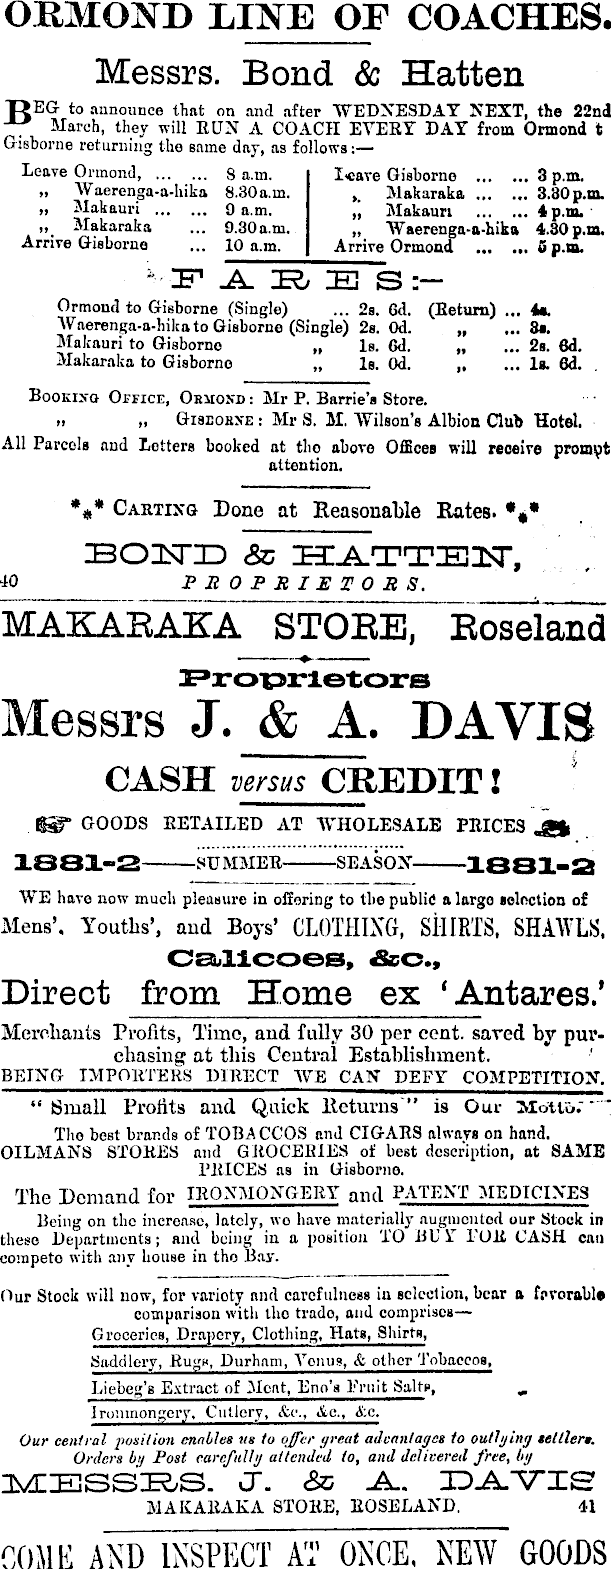 ORMOND LINE OF COACHES.
Messrs. Bond & Hatten
BEG to announce that on and after WEDNESDAY NEXT, the 22nd
March, they will RUN A COACH EVERY DAY from Ormond t
Gisborne returning the same day, as follows:—
Leave Ormond, ... ... 8 a.m.
„ Waerenga-a-hika 8.30a.m.
„ Makauri ... ... 9 a.m.
„ Makaraka ... 9.30a.m.
Arrive Gisborne ... 10 a.m.
Leave Gisborne ... ... 3 p.m.
„ Makaraka ... ... 3.30p.m.
„ Makauri ... ... 4 p.m.
„ Waerenga-a-hika 4.30 p.m.
Arrive Ormond ... ... 5 p.m.
FARES:—
Ormond to Gisborne (Single) ... 2s. 6d. (Return) ... 4s.
Waerenga-a-hika to Gisborne (Single) 2s. 0d. „ ... 3s.
Makauri to Gisborne „ 1s. 6d. „ ... 2s. 6d.
Makaraka to Gisborne „ 1s. 0d. „ ... 1s. 6d.
BOOKING OFFICE, ORMOND: Mr P. Barrie's Store.
„ „ GISBORNE: Mr S. M. Wilson's Albion Club Hotel.
All Parcels and Letters booked at the above Offices will receive prompt
attention.
*** CARTING Done at Reasonable Rates. ***
BOND & HATTEN,
40 PROPRIETORS.
MAKARAKA STORE, Roseland
Proprietors
Messrs J. & A. DAVIS
CASH versus CREDIT!
☞ GOODS RETAILED AT WHOLESALE PRICES ☜
1881-2——SUMMER——SEASON——1881-2
WE have now much pleasure in offering to the public a large selection of
Mens', Youths', and Boys' CLOTHING, SHIRTS, SHAWLS,
Calicoes, &c.,
Direct from Home ex 'Antares.'
Merchants Profits, Time, and fully 30 per cent. saved by pur-
chasing at this Central Establishment.
BEING IMPORTERS DIRECT WE CAN DEFY COMPETITION.
"Small Profits and Quick Returns" is Our Motto.
The best brands of TOBACCOS and CIGARS always on hand.
OILMANS STORES and GROCERIES of best description, at SAME
PRICES as in Gisborne.
The Demand for IRONMONGERY and PATENT MEDICINES
Being on the increase, lately, we have materially augmented our Stock in
these Departments; and being in a position TO BUY FOR CASH can
compete with any house in the Bay.
Our Stock will now, for variety and carefulness in selection, bear a favorable
comparison with the trade, and comprises—
Groceries, Drapery, Clothing, Hats, Shirts,
Saddlery, Rugs, Durham, Venus, & other Tobaccos,
Liebeg's Extract of Meat, Eno's Fruit Salts,
Ironmongery, Cutlery, &c., &c., &c.
Our central position enables us to offer great advantages to outlying settlers.
Orders by Post carefully attended to, and delivered free, by
MESSRS. J. & A. DAVIS
MAKARAKA STORE, ROSELAND. 41
COME AND INSPECT AT ONCE, NEW GOODS